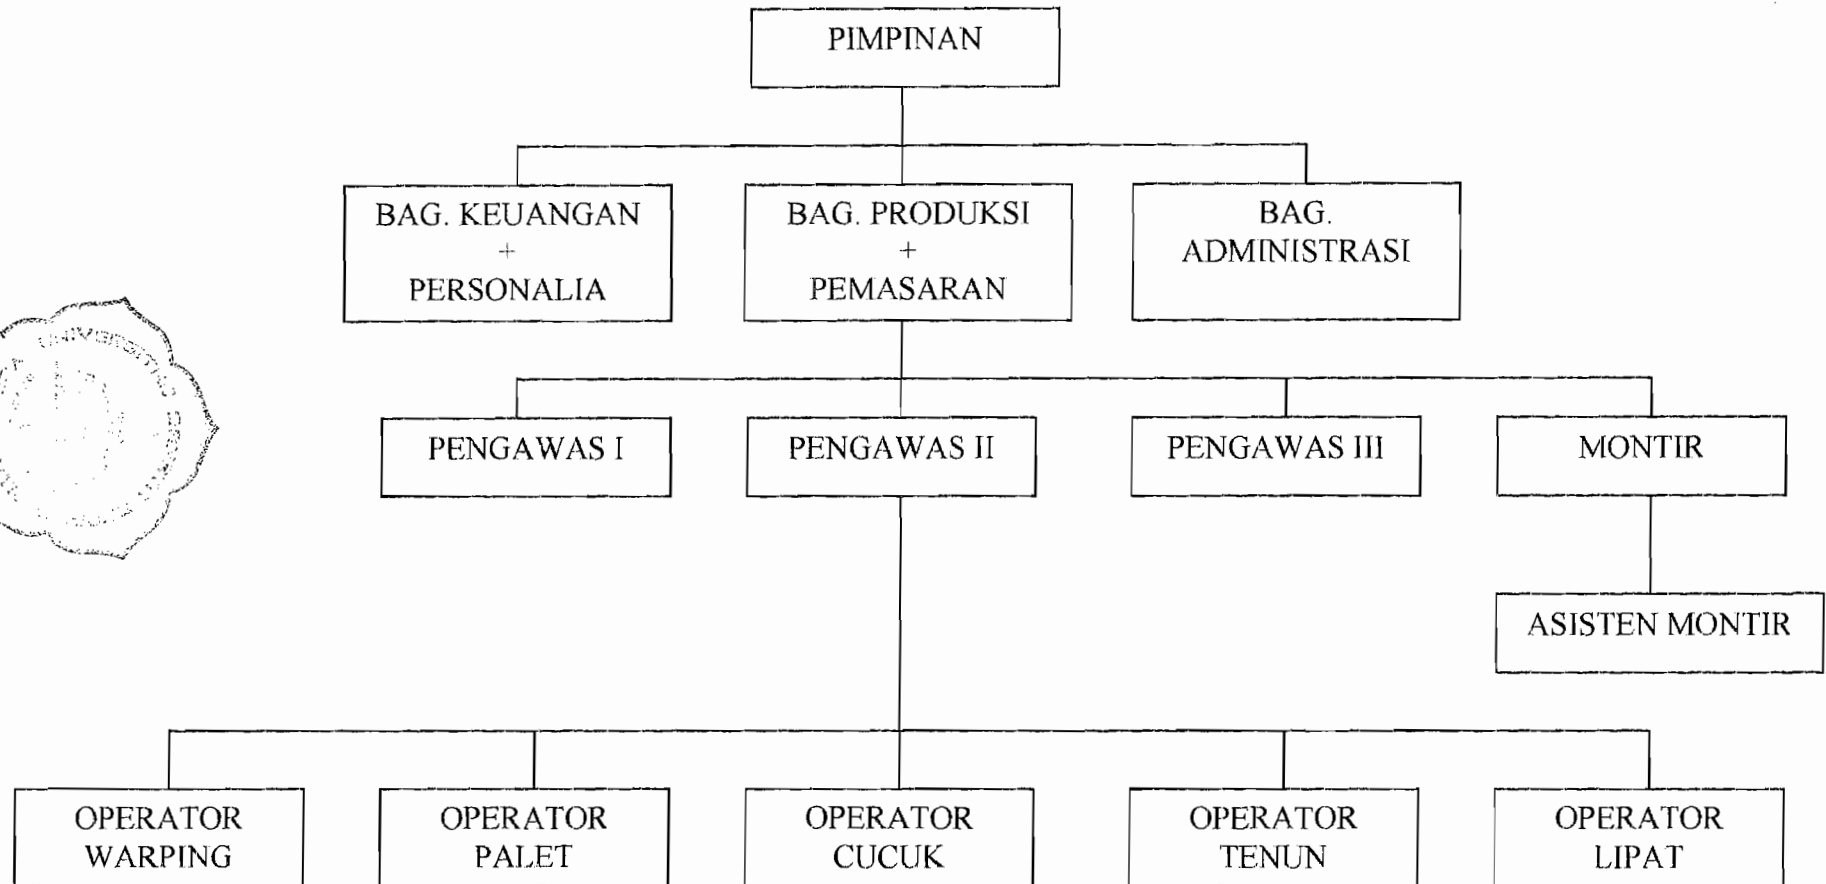 PIMPINAN
BAG. KEUANGAN
+
PERSONALIA
BAG. PRODUKSI
+
PEMASARAN
BAG.
ADMINISTRASI
UNIVERSITAS
PENGAWAS I
PENGAWAS II
PENGAWAS III
MONTIR
ASISTEN MONTIR
OPERATOR
WARPING
OPERATOR
PALET
OPERATOR
CUCUK
OPERATOR
TENUN
OPERATOR
LIPAT